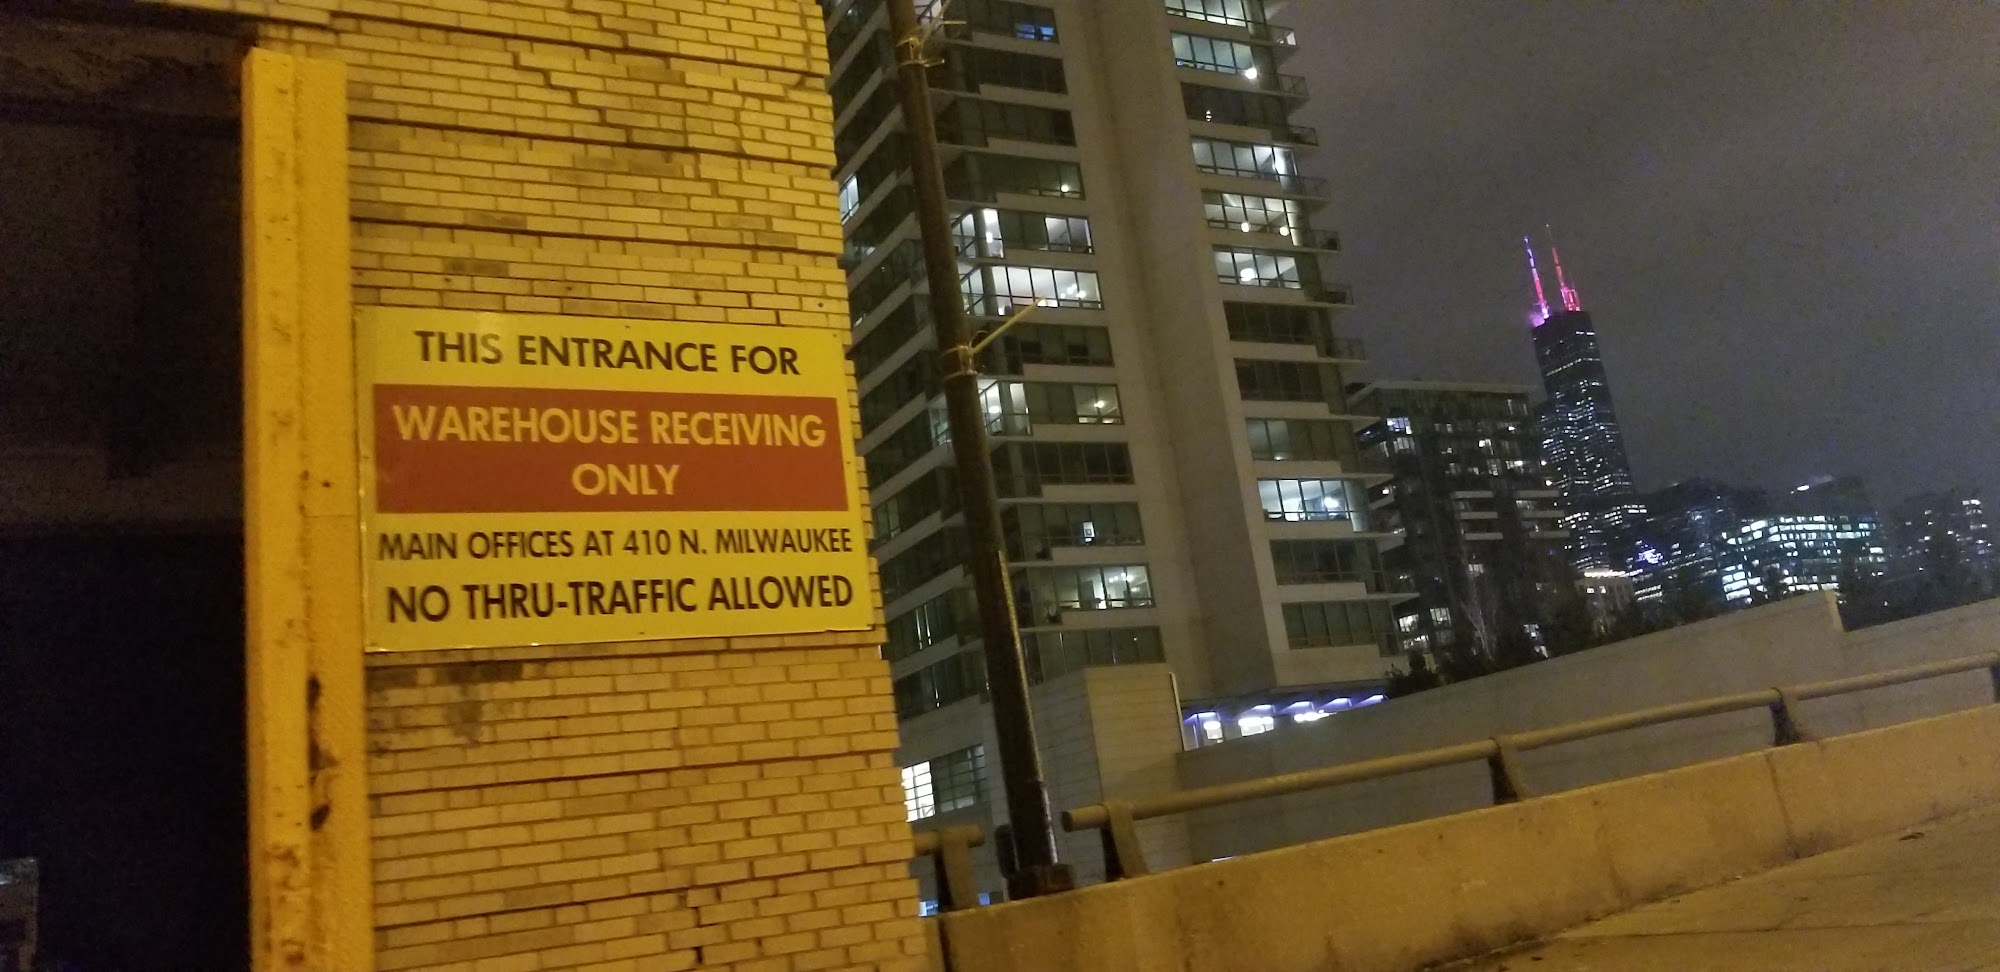 THIS ENTRANCE FOR
WAREHOUSE RECEIVING
ONLY
MAIN OFFICES AT 410 N. MILWAUKEE
NO THRU-TRAFFIC ALLOWED